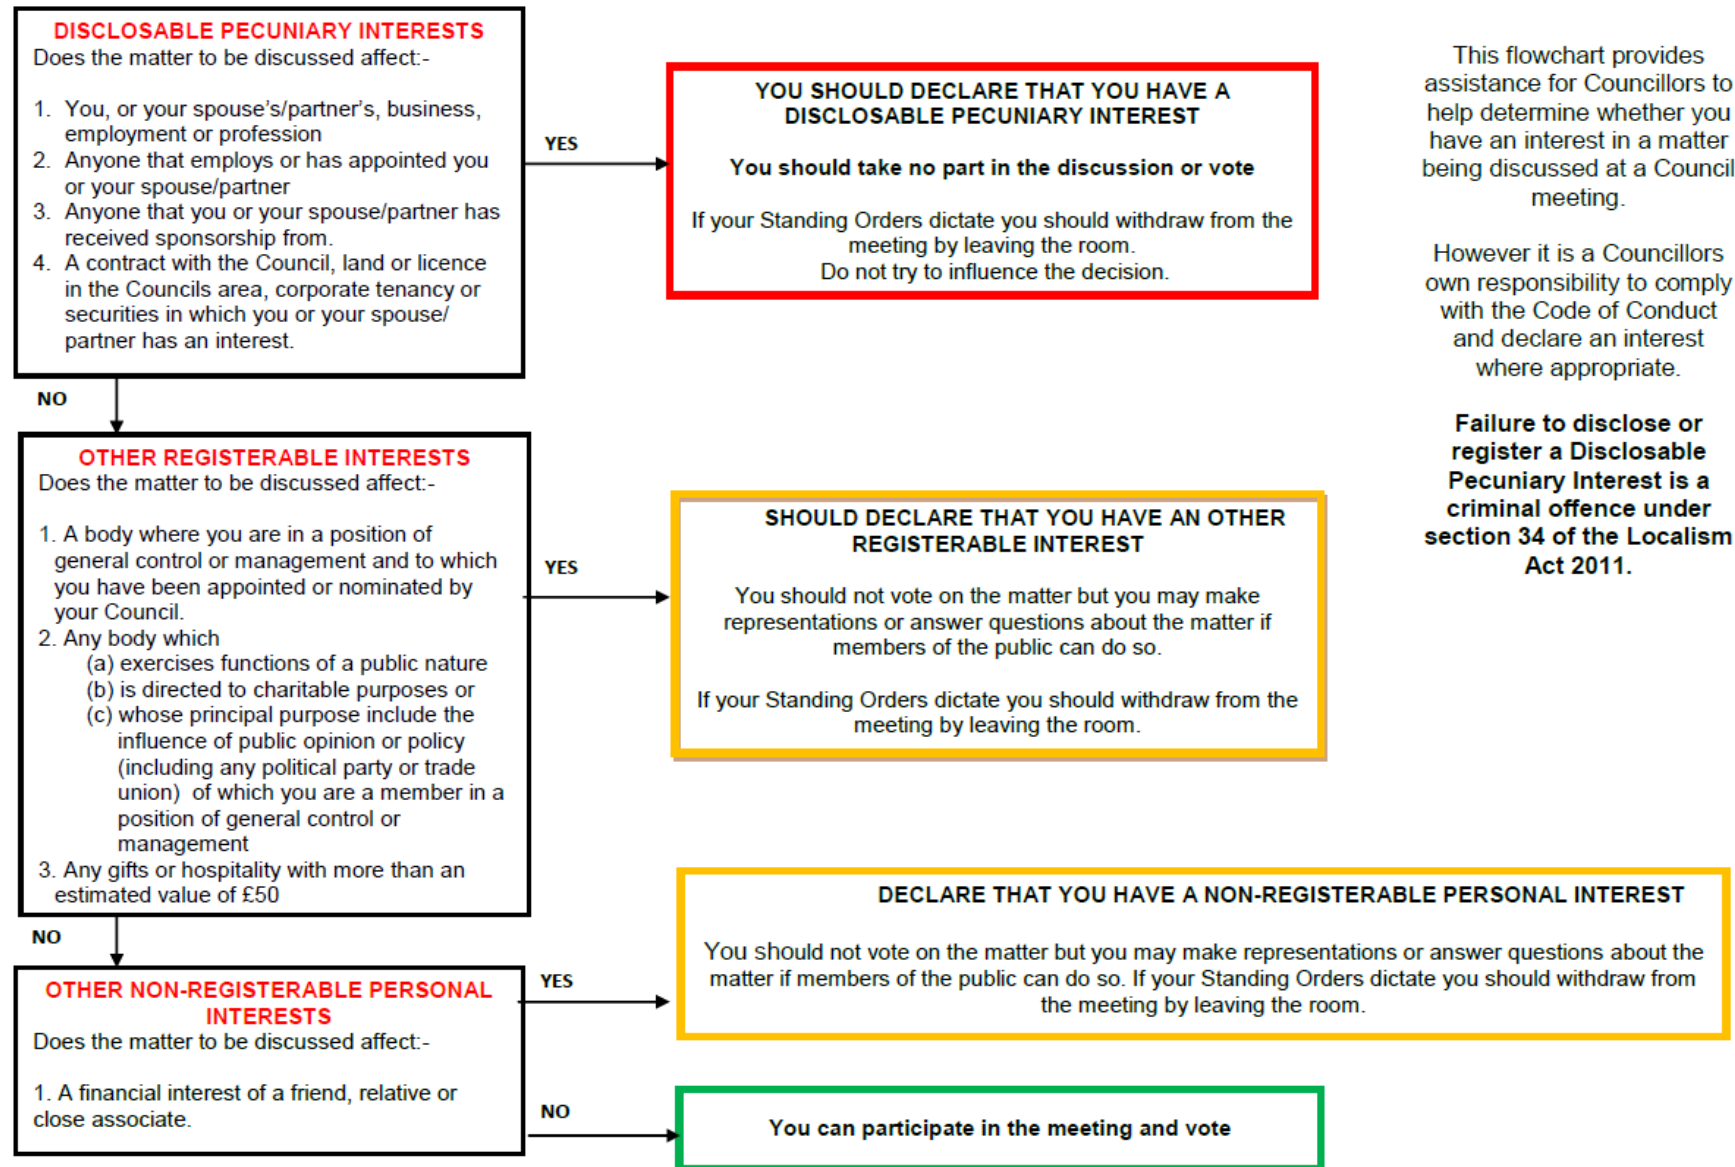 DISCLOSABLE PECUNIARY INTERESTS
Does the matter to be discussed affect:-
1. You, or your spouse's/partner's, business,
employment or profession
2. Anyone that employs or has appointed you
or your spouse/partner
3. Anyone that you or your spouse/partner has
received sponsorship from.
4. A contract with the Council, land or licence
in the Councils area, corporate tenancy or
securities in which you or your spouse/
partner has an interest.
YES
YOU SHOULD DECLARE THAT YOU HAVE A
DISCLOSABLE PECUNIARY INTEREST
You should take no part in the discussion or vote
If your Standing Orders dictate you should withdraw from the
meeting by leaving the room.
Do not try to influence the decision.
NO
OTHER REGISTERABLE INTERESTS
Does the matter to be discussed affect:-
1. A body where you are in a position of
general control or management and to which
you have been appointed or nominated by
your Council.
2. Any body which
(a) exercises functions of a public nature
(b) is directed to charitable purposes or
(c) whose principal purpose include the
influence of public opinion or policy
(including any political party or trade
union) of which you are a member in a
position of general control or
management
3. Any gifts or hospitality with more than an
estimated value of £50
YES
SHOULD DECLARE THAT YOU HAVE AN OTHER
REGISTERABLE INTEREST
You should not vote on the matter but you may make
representations or answer questions about the matter if
members of the public can do so.
If your Standing Orders dictate you should withdraw from the
meeting by leaving the room.
NO
OTHER NON-REGISTERABLE PERSONAL
INTERESTS
Does the matter to be discussed affect:-
1. A financial interest of a friend, relative or
close associate.
YES
DECLARE THAT YOU HAVE A NON-REGISTERABLE PERSONAL INTEREST
You should not vote on the matter but you may make representations or answer questions about the
matter if members of the public can do so. If your Standing Orders dictate you should withdraw from
the meeting by leaving the room.
NO
You can participate in the meeting and vote
This flowchart provides
assistance for Councillors to
help determine whether you
have an interest in a matter
being discussed at a Council
meeting.
However it is a Councillors
own responsibility to comply
with the Code of Conduct
and declare an interest
where appropriate.
Failure to disclose or
register a Disclosable
Pecuniary Interest is a
criminal offence under
section 34 of the Localism
Act 2011.